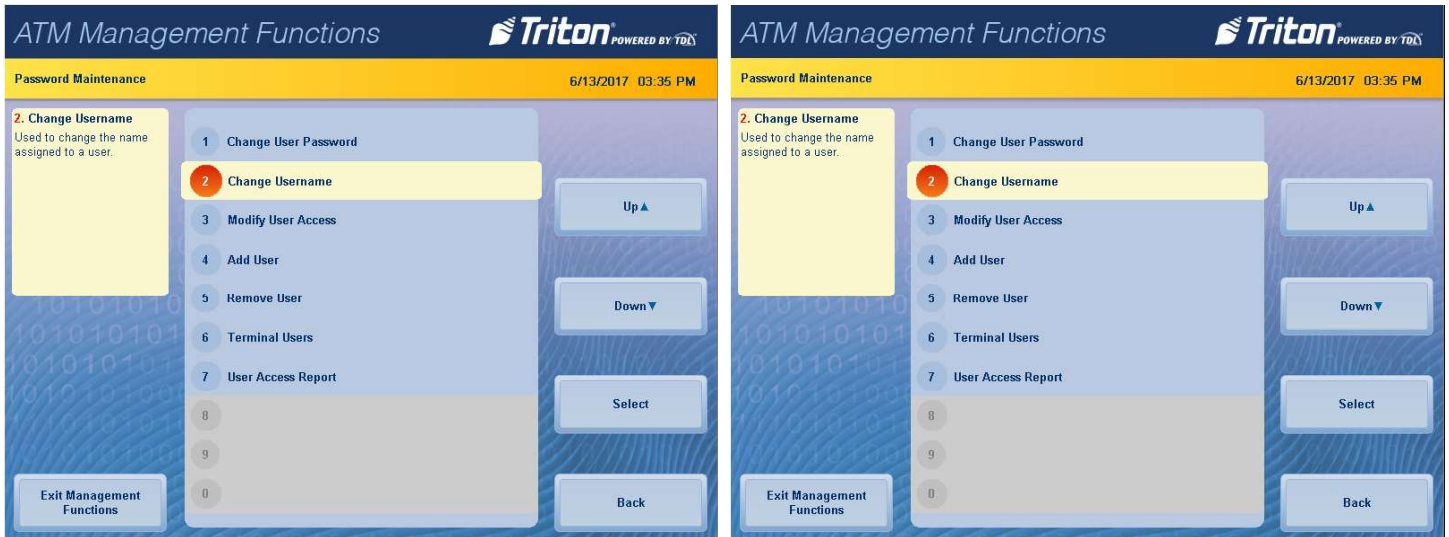 ATM Management Functions
Triton POWERED BY TDL
Password Maintenance
6/13/2017 03:35 PM
2. Change Username
Used to change the name
assigned to a user.
1 Change User Password
2 Change Username
3 Modify User Access
4 Add User
5 Remove User
6 Terminal Users
7 User Access Report
8
9
0
Up▲
Down▼
Select
Back
Exit Management
Functions
ATM Management Functions
Triton POWERED BY TDL
Password Maintenance
6/13/2017 03:35 PM
2. Change Username
Used to change the name
assigned to a user.
1 Change User Password
2 Change Username
3 Modify User Access
4 Add User
5 Remove User
6 Terminal Users
7 User Access Report
8
9
0
Up▲
Down▼
Select
Back
Exit Management
Functions